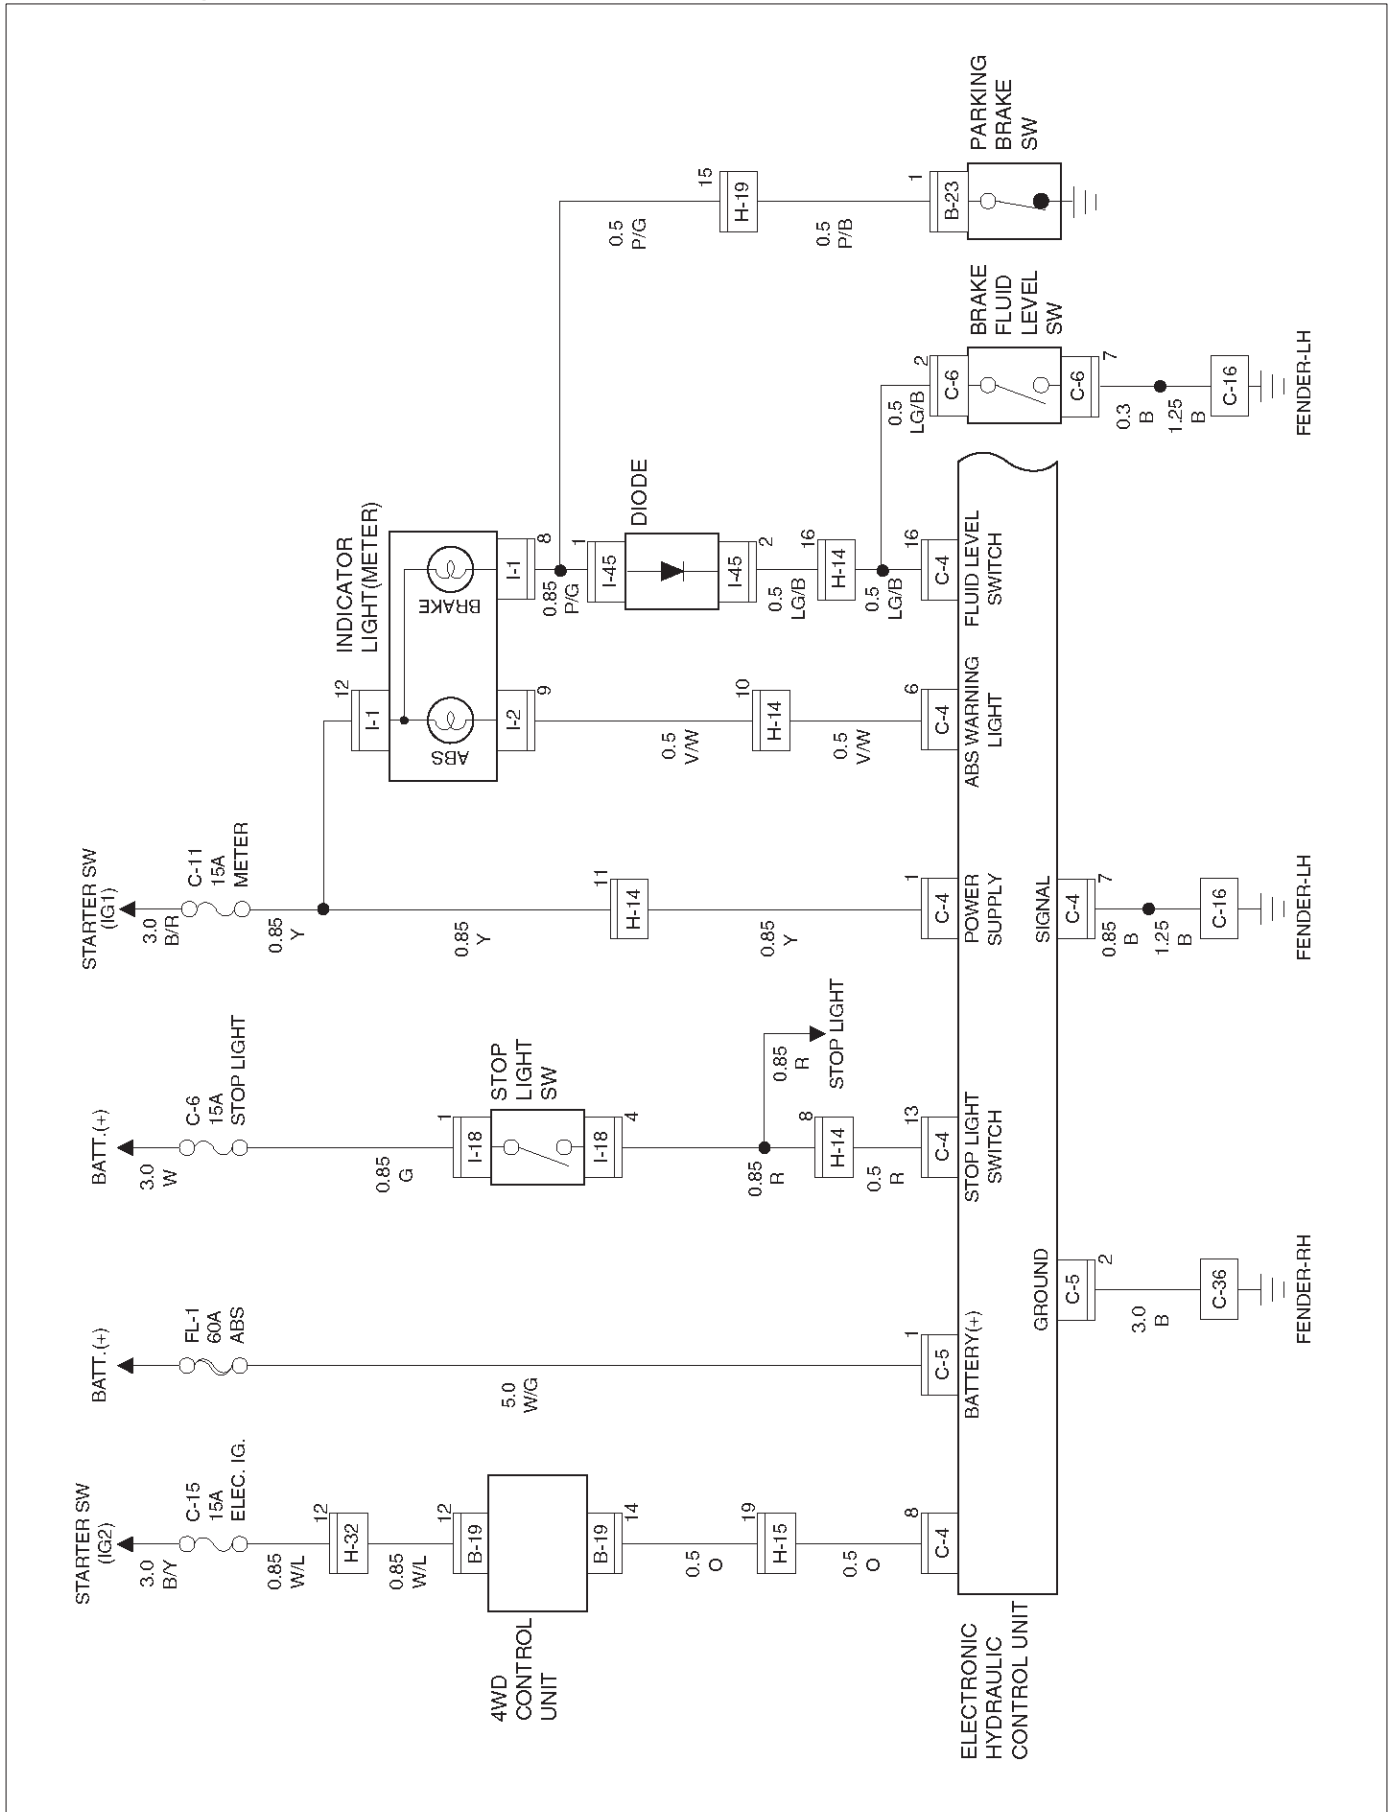 STARTER SW
(IG2)
3.0
B/Y
C-15
15A
ELEC. IG.
0.85
W/L
12
H-32
0.85
W/L
12
B-19
4WD
CONTROL
UNIT
B-19
14
0.5
O
19
H-15
0.5
O
8
C-4
ELECTRONIC
HYDRAULIC
CONTROL UNIT
BATT.(+)
FL-1
60A
ABS
5.0
W/G
1
C-5
BATTERY(+)
GROUND
C-5
2
3.0
B
C-36
FENDER-RH
BATT.(+)
3.0
W
C-6
15A
STOP LIGHT
0.85
G
1
I-18
STOP
LIGHT
SW
I-18
4
0.85
R
0.85
R
STOP LIGHT
8
H-14
0.5
R
13
C-4
STOP LIGHT
SWITCH
STARTER SW
(IG1)
3.0
B/R
C-11
15A
METER
0.85
Y
0.85
Y
11
H-14
0.85
Y
1
C-4
POWER
SUPPLY
SIGNAL
C-4
7
0.85
B
1.25
B
C-16
FENDER-LH
INDICATOR
LIGHT(METER)
12
I-1
ABS
BRAKE
I-2
9
0.5
V/W
10
H-14
0.5
V/W
6
C-4
ABS WARNING
LIGHT
I-1
8
0.85
P/G
1
I-45
DIODE
I-45
2
0.5
LG/B
16
H-14
0.5
LG/B
16
C-4
FLUID LEVEL
SWITCH
0.5
LG/B
2
C-6
BRAKE
FLUID
LEVEL
SW
C-6
7
0.3
B
1.25
B
C-16
FENDER-LH
0.5
P/G
15
H-19
0.5
P/B
1
B-23
PARKING
BRAKE
SW